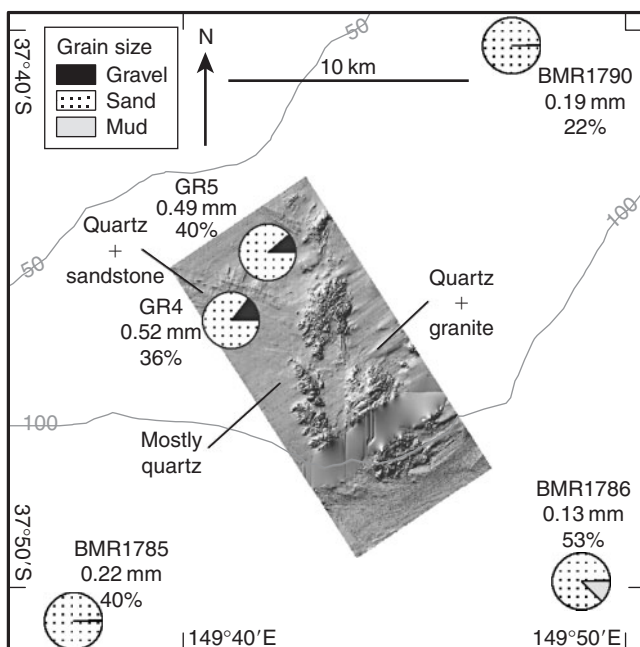 Grain size
Gravel
Sand
Mud
N
10 km
50
37°40′S
BMR1790
0.19 mm
22%
GR5
0.49 mm
40%
Quartz
+
sandstone
50
100
GR4
0.52 mm
36%
Quartz
+
granite
100
Mostly
quartz
37°50′S
BMR1785
0.22 mm
40%
BMR1786
0.13 mm
53%
149°40′E
149°50′E